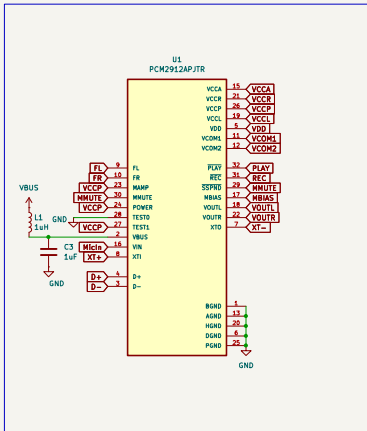 U1
PCM2912APJTR
VCCA 15 VCCA
VCCR 21 VCCR
VCCP 26 VCCP
VCCL 19 VCCL
VDD 5 VDD
VCOM1 11 VCOM1
VCOM2 12 VCOM2
FL 9 FL PLAY 32 PLAY
FR 10 FR REC 31 REC
VCCP 23 MAMP SSPND 29 MMUTE
MMUTE 30 MMUTE MBIAS 17 MBIAS
VCCP 24 POWER VOUTL 18 VOUTL
GND 28 TEST0 VOUTR 22 VOUTR
VCCP 27 TEST1 XTO 7 XT-
VBUS
L1
1uH
2 VBUS
MicIn 16 VIN
XT+ 8 XTI
C3
1uF
GND
D+ 4 D+
D- 3 D-
BGND 1
AGND 13
HGND 20
DGND 6
PGND 25
GND